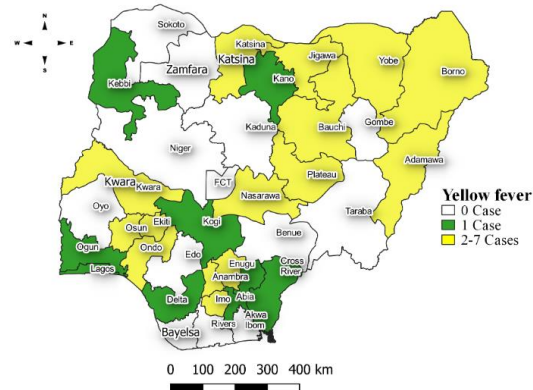 N
W E
S
Sokoto
Katsina
Katsina
Jigawa
Yobe
Borno
Zamfara
Kebbi
Kano
Gombe
Kaduna
Bauchi
Niger
Adamawa
Plateau
FCT
Kwara
Kwara
Nasarawa
Taraba
Oyo
Kogi
Ekiti
Osun
Benue
Ogun
Ondo
Edo
Enugu
Cross
River
Lagos
Anambra
Delta
Imo
Abia
Akwa
Ibom
Rivers
Bayelsa
Yellow fever
0 Case
1 Case
2-7 Cases
0 100 200 300 400 km